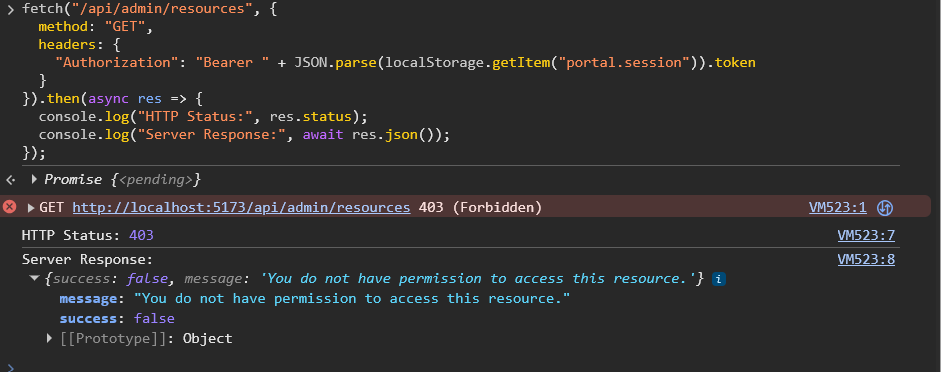 fetch("/api/admin/resources", {
method: "GET",
headers: {
"Authorization": "Bearer " + JSON.parse(localStorage.getItem("portal.session")).token
}
}).then(async res => {
console.log("HTTP Status:", res.status);
console.log("Server Response:", await res.json());
});
Promise {<pending>}
GET http://localhost:5173/api/admin/resources 403 (Forbidden) VM523:1
HTTP Status: 403 VM523:7
Server Response: VM523:8
{success: false, message: 'You do not have permission to access this resource.'} i
message: "You do not have permission to access this resource."
success: false
[[Prototype]]: Object